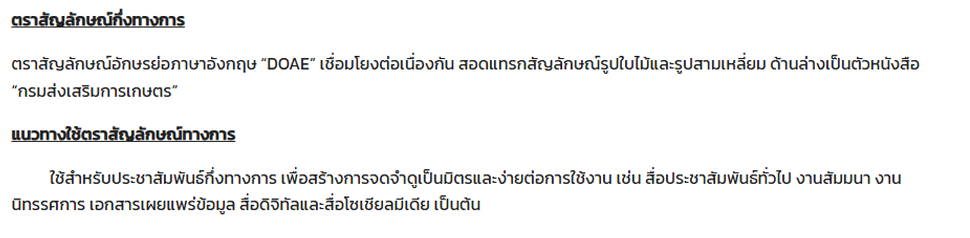 ตราสัญลักษณ์กึ่งทางการ
ตราสัญลักษณ์อักษรย่อภาษาอังกฤษ “DOAE” เชื่อมโยงต่อเนื่องกัน สอดแทรกสัญลักษณ์รูปใบไม้และรูปสามเหลี่ยม ด้านล่างเป็นตัวหนังสือ
“กรมส่งเสริมการเกษตร”
แนวทางใช้ตราสัญลักษณ์ทางการ
ใช้สำหรับประชาสัมพันธ์กึ่งทางการ เพื่อสร้างการจดจำดูเป็นมิตรและง่ายต่อการใช้งาน เช่น สื่อประชาสัมพันธ์ทั่วไป งานสัมมนา งาน
นิทรรศการ เอกสารเผยแพร่ข้อมูล สื่อดิจิทัลและสื่อโซเชียลมีเดีย เป็นต้น